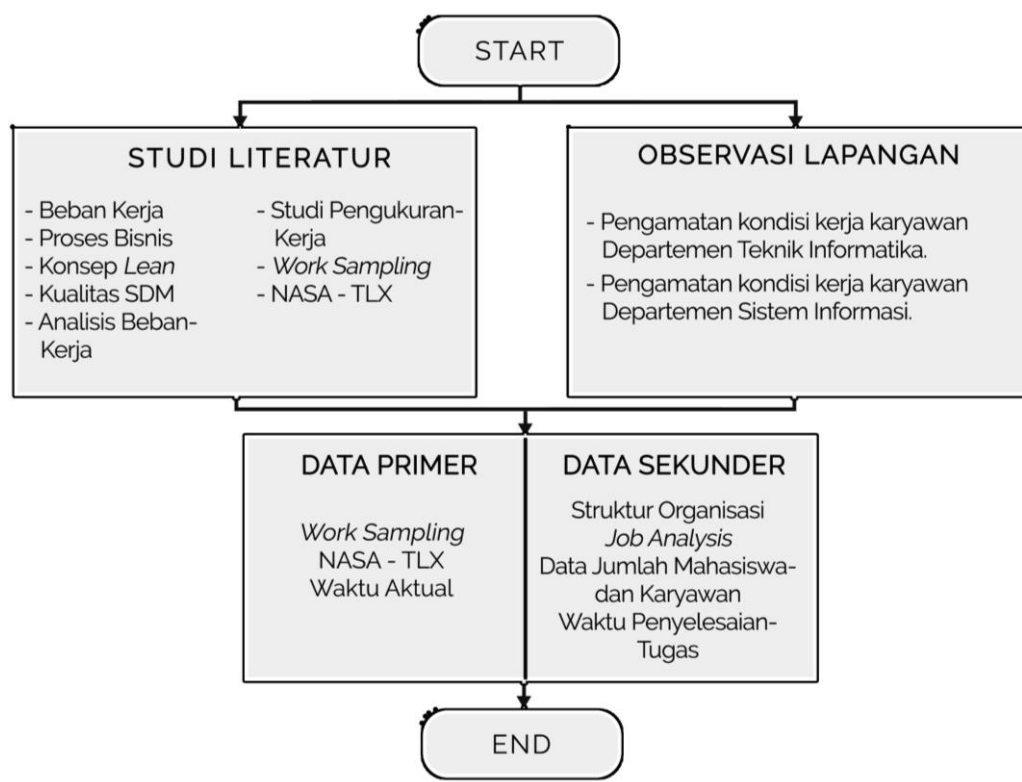 START
STUDI LITERATUR
- Beban Kerja
- Proses Bisnis
- Konsep Lean
- Kualitas SDM
- Analisis Beban-
Kerja
- Studi Pengukuran-
Kerja
- Work Sampling
- NASA - TLX
OBSERVASI LAPANGAN
- Pengamatan kondisi kerja karyawan
Departemen Teknik Informatika.
- Pengamatan kondisi kerja karyawan
Departemen Sistem Informasi.
DATA PRIMER
Work Sampling
NASA - TLX
Waktu Aktual
DATA SEKUNDER
Struktur Organisasi
Job Analysis
Data Jumlah Mahasiswa-
dan Karyawan
Waktu Penyelesaian-
Tugas
END